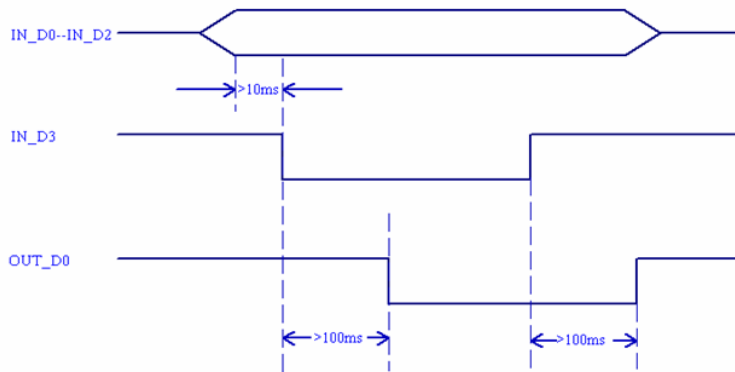 IN_D0--IN_D2
>10ms
IN_D3
OUT_D0
>100ms
>100ms